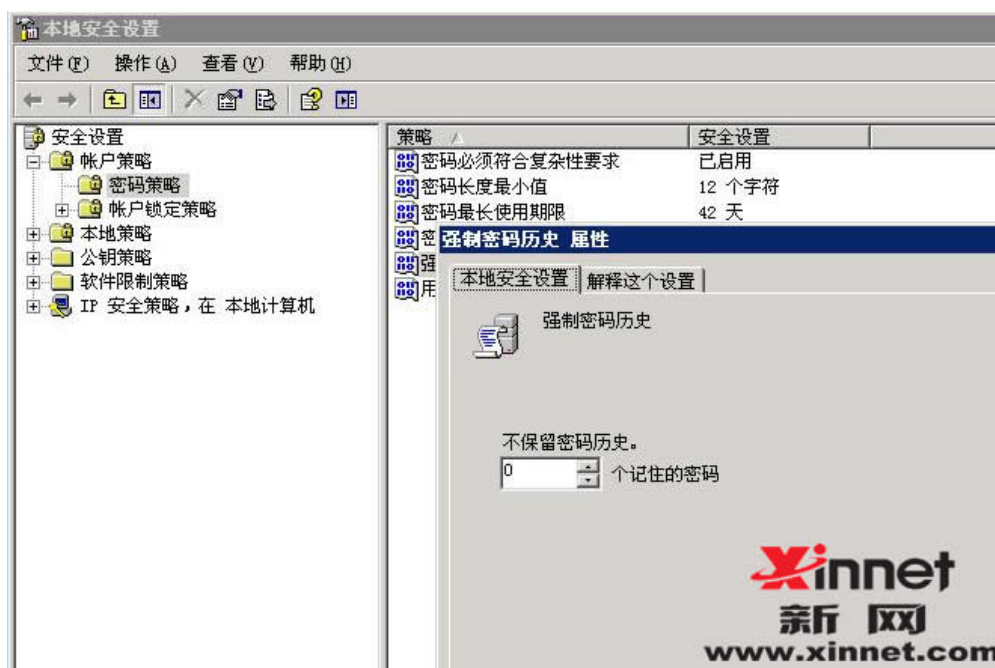 本地安全设置
文件(F) 操作(A) 查看(V) 帮助(H)
安全设置
帐户策略
密码策略
帐户锁定策略
本地策略
公钥策略
软件限制策略
IP 安全策略，在 本地计算机
策略 安全设置
密码必须符合复杂性要求 已启用
密码长度最小值 12 个字符
密码最长使用期限 42 天
密
强
用
强制密码历史 属性
本地安全设置 解释这个设置
强制密码历史
不保留密码历史。
0 个记住的密码
xinnet
新网
www.xinnet.com